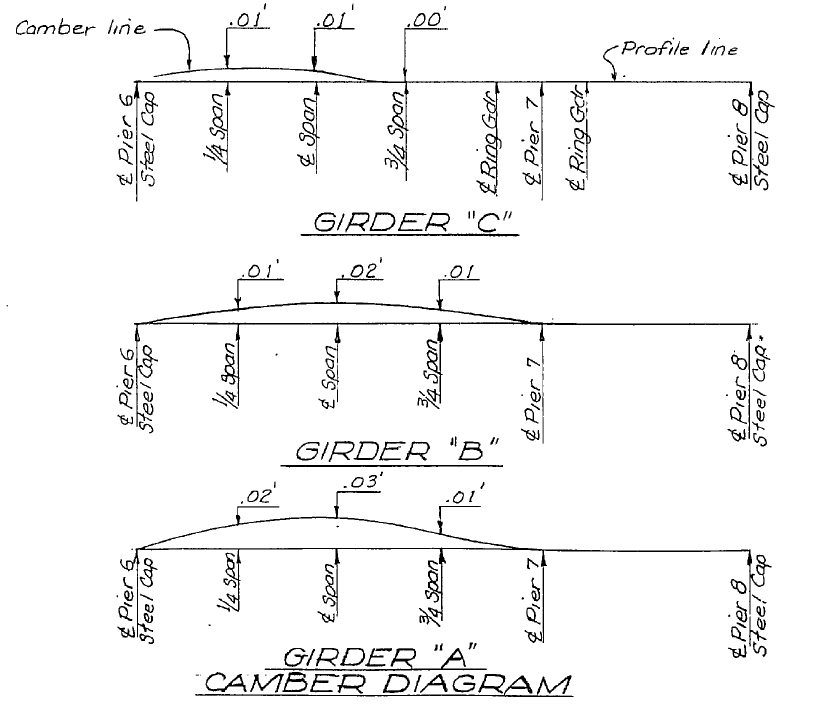 .01' .01' .00'
Camber line
Profile line
℄ Pier 6
Steel Cap
1/4 Span
℄ Span
3/4 Span
℄ Ring Gdr
℄ Pier 7
℄ Ring Gdr
℄ Pier 8
Steel Cap
GIRDER "C"
.01' .02' .01
℄ Pier 6
Steel Cap
1/4 Span
℄ Span
3/4 Span
℄ Pier 7
℄ Pier 8
Steel Cap
GIRDER "B"
.02' .03' .01'
℄ Pier 6
Steel Cap
1/4 Span
℄ Span
3/4 Span
℄ Pier 7
℄ Pier 8
Steel Cap
GIRDER "A"
CAMBER DIAGRAM